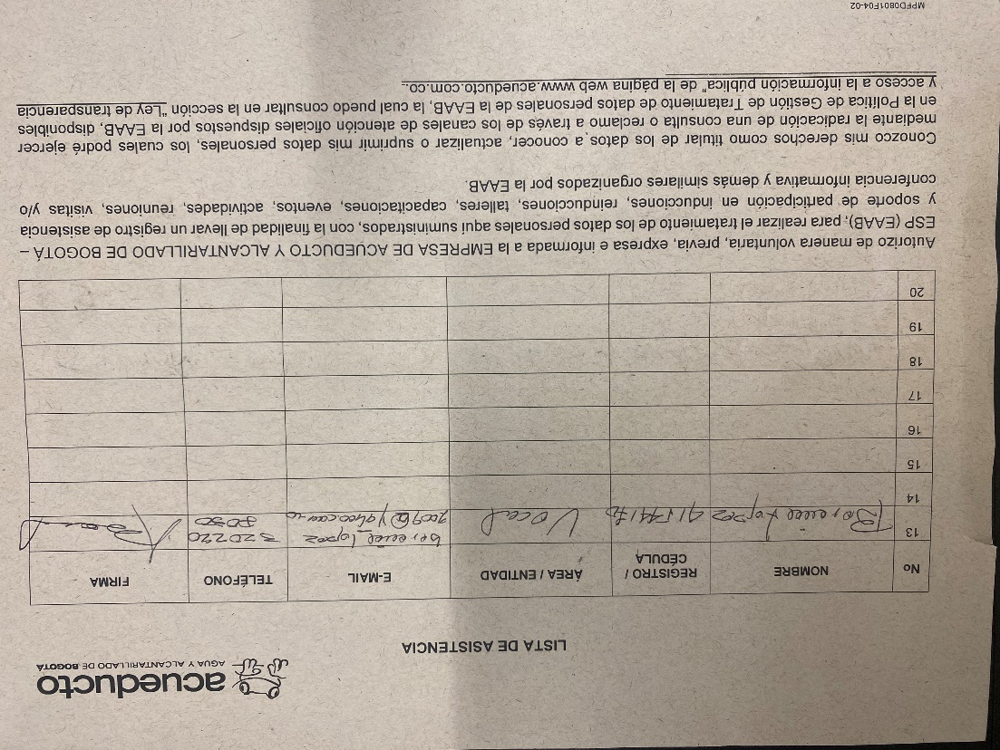 acueducto
AGUA Y ALCANTARILLADO DE BOGOTÁ
LISTA DE ASISTENCIA
No NOMBRE REGISTRO / CÉDULA ÁREA / ENTIDAD E-MAIL TELÉFONO FIRMA
13 Lopez Vocal lopez 320220
2009@yahoo.com 8050
14
15
16
17
18
19
20
Autorizo de manera voluntaria, previa, expresa e informada a la EMPRESA DE ACUEDUCTO Y ALCANTARILLADO DE BOGOTÁ –
ESP (EAAB); para realizar el tratamiento de los datos personales aquí suministrados, con la finalidad de llevar un registro de asistencia
y soporte de participación en inducciones, reinducciones, talleres, capacitaciones, eventos, actividades, reuniones, visitas y/o
conferencia informativa y demás similares organizados por la EAAB.
Conozco mis derechos como titular de los datos a conocer, actualizar o suprimir mis datos personales, los cuales podré ejercer
mediante la radicación de una consulta o reclamo a través de los canales de atención oficiales dispuestos por la EAAB, disponibles
en la Política de Gestión de Tratamiento de datos personales de la EAAB, la cual puedo consultar en la sección "Ley de transparencia
y acceso a la información pública" de la página web www.acueducto.com.co..
MPFD0801F04-02